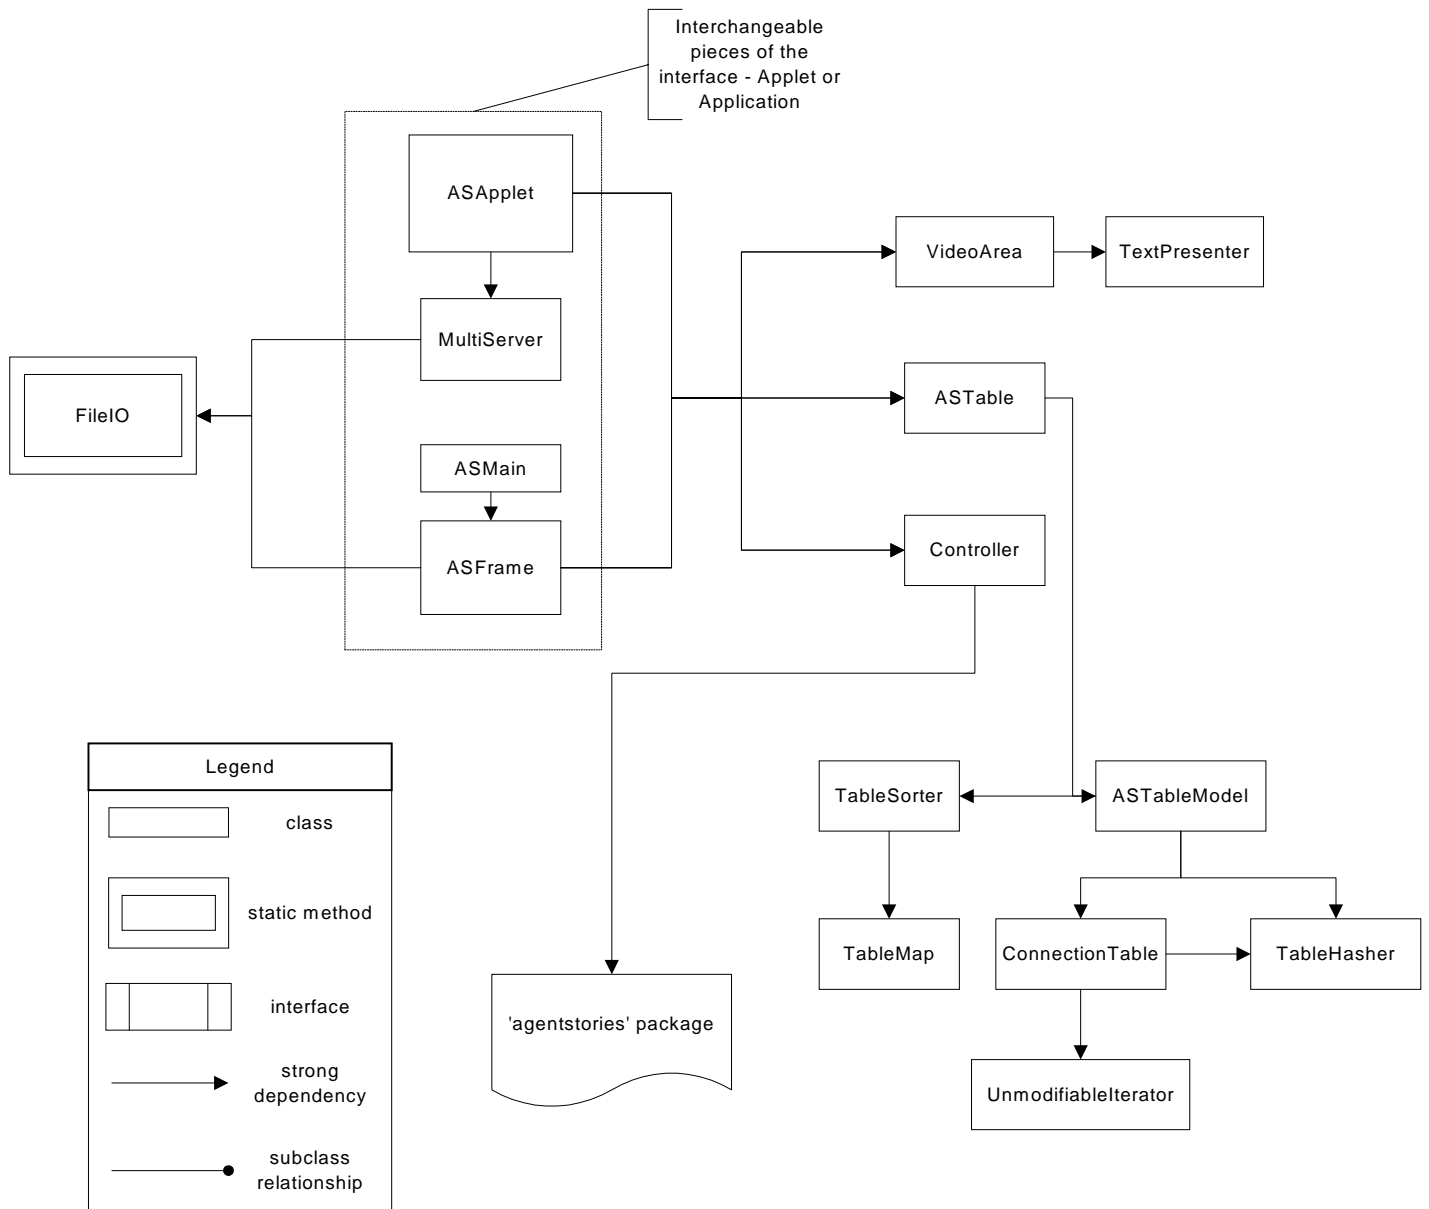 Interchangeable
pieces of the
interface - Applet or
Application
ASApplet
VideoArea
TextPresenter
MultiServer
ASTable
FileIO
ASMain
Controller
ASFrame
Legend
class
static method
interface
strong
dependency
subclass
relationship
TableSorter
ASTableModel
TableMap
ConnectionTable
TableHasher
'agentstories' package
UnmodifiableIterator